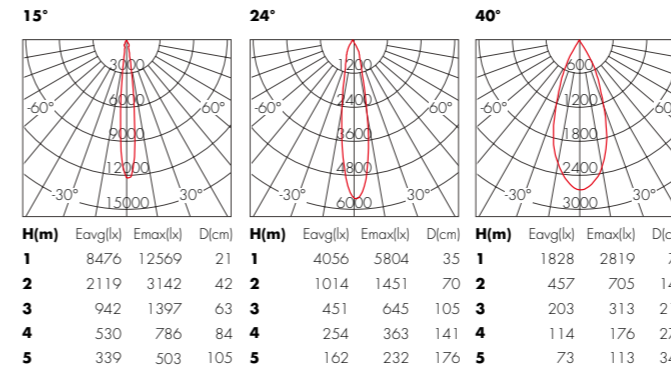 15° 24° 40°
3000 1200 600
6000 2400 1200
-60° 60° -60° 60° -60° 60°
9000 3600 1800
12000 4800 2400
-30° 30° -30° 30° -30° 30°
15000 6000 3000
H(m) Eavg(lx) Emax(lx) D(cm) H(m) Eavg(lx) Emax(lx) D(cm) H(m) Eavg(lx) Emax(lx)
1 8476 12569 21 1 4056 5804 35 1 1828 2819
2 2119 3142 42 2 1014 1451 70 2 457 705
3 942 1397 63 3 451 645 105 3 203 313
4 530 786 84 4 254 363 141 4 114 176
5 339 503 105 5 162 232 176 5 73 113